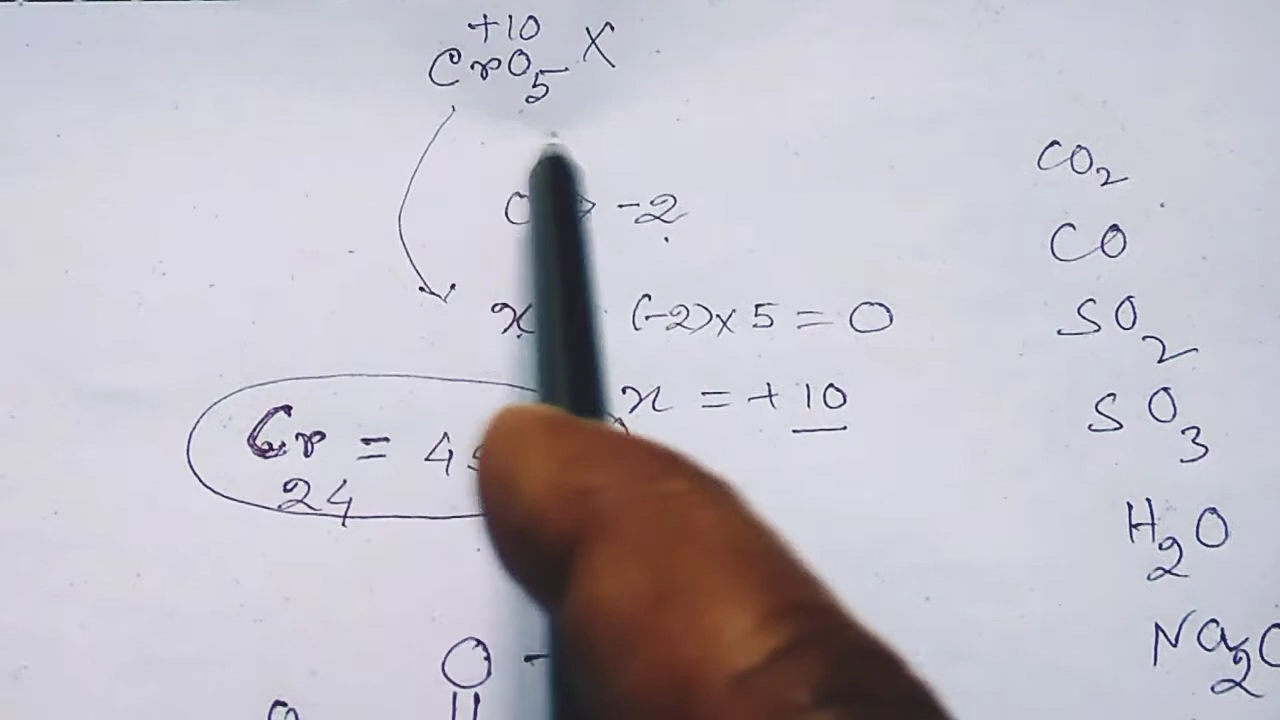 +10
CrO5 X
-2
x (-2)x5=0
x = +10
Cr = 4
24
O -
CO2
CO
SO2
SO3
H2O
Na2